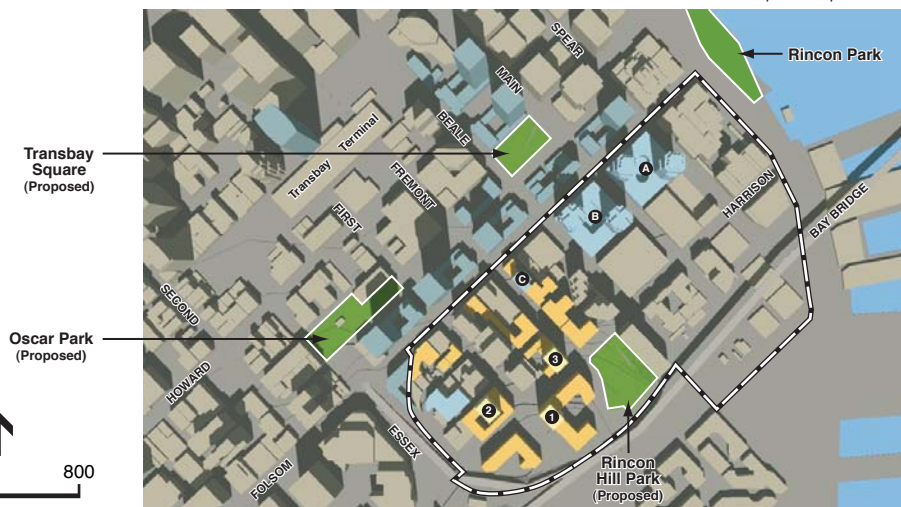 SPEAR
Rincon Park
MAIN
BEALE
Transbay
Square
(Proposed)
Transbay Terminal
FREMONT
A
HARRISON
BAY BRIDGE
FIRST
B
C
SECOND
Oscar Park
(Proposed)
HOWARD
3
2
1
ESSEX
800
FOLSOM
Rincon
Hill Park
(Proposed)